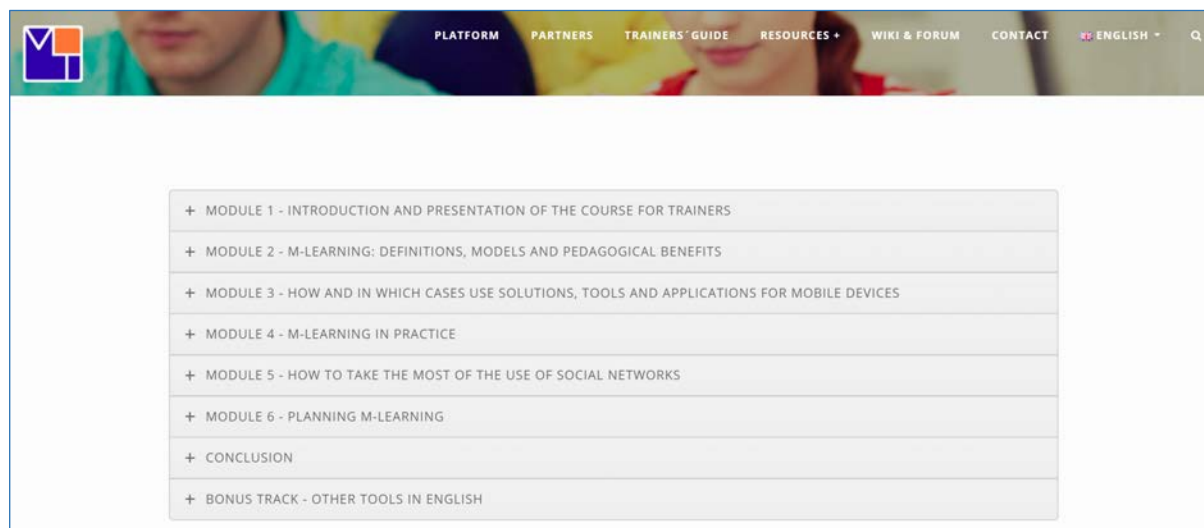 PLATFORM PARTNERS TRAINERS´GUIDE RESOURCES + WIKI & FORUM CONTACT ENGLISH
+ MODULE 1 - INTRODUCTION AND PRESENTATION OF THE COURSE FOR TRAINERS
+ MODULE 2 - M-LEARNING: DEFINITIONS, MODELS AND PEDAGOGICAL BENEFITS
+ MODULE 3 - HOW AND IN WHICH CASES USE SOLUTIONS, TOOLS AND APPLICATIONS FOR MOBILE DEVICES
+ MODULE 4 - M-LEARNING IN PRACTICE
+ MODULE 5 - HOW TO TAKE THE MOST OF THE USE OF SOCIAL NETWORKS
+ MODULE 6 - PLANNING M-LEARNING
+ CONCLUSION
+ BONUS TRACK - OTHER TOOLS IN ENGLISH